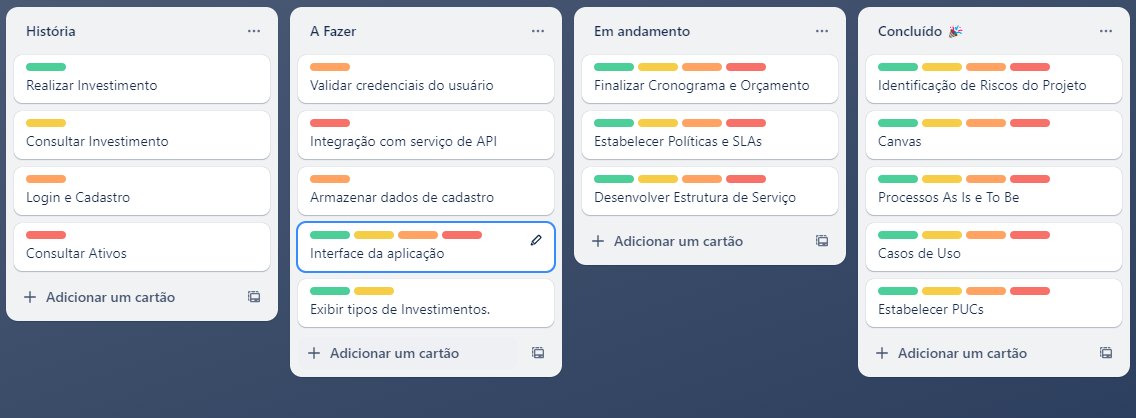 História
Realizar Investimento
Consultar Investimento
Login e Cadastro
Consultar Ativos
Adicionar um cartão
A Fazer
Validar credenciais do usuário
Integração com serviço de API
Armazenar dados de cadastro
Interface da aplicação
Exibir tipos de Investimentos.
Adicionar um cartão
Em andamento
Finalizar Cronograma e Orçamento
Estabelecer Políticas e SLAs
Desenvolver Estrutura de Serviço
Adicionar um cartão
Concluído 🎉
Identificação de Riscos do Projeto
Canvas
Processos As Is e To Be
Casos de Uso
Estabelecer PUCs
Adicionar um cartão